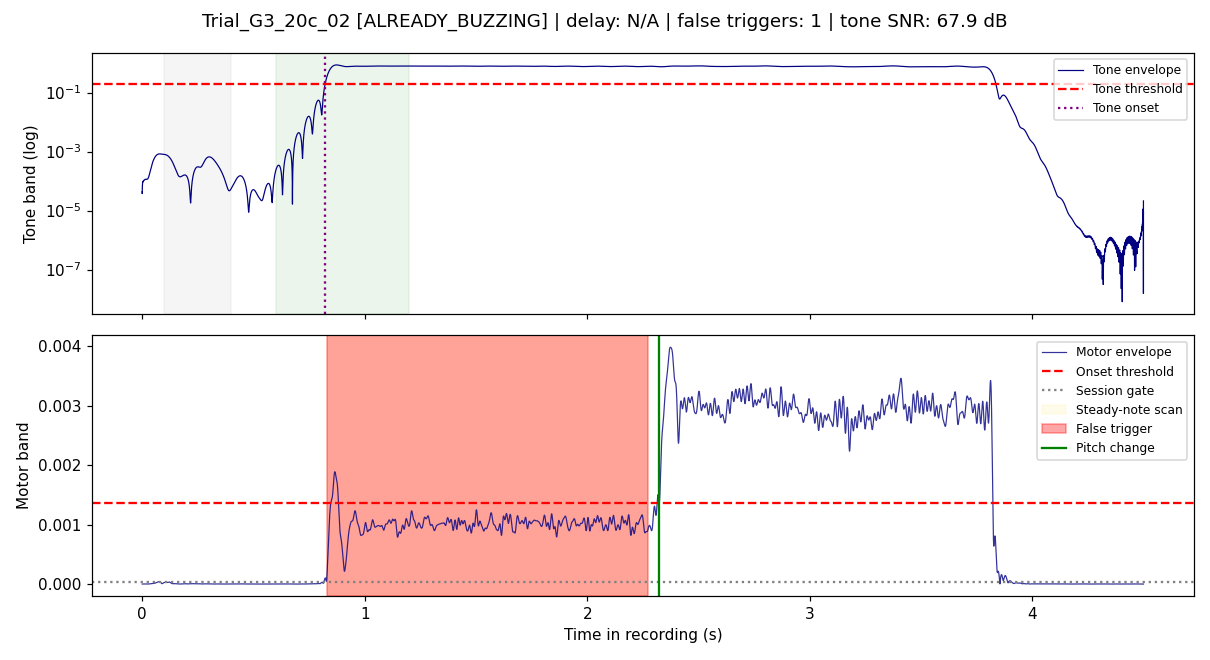 Trial_G3_20c_02 [ALREADY_BUZZING] | delay: N/A | false triggers: 1 | tone SNR: 67.9 dB
Tone band (log)
10⁻¹
10⁻³
10⁻⁵
10⁻⁷
Tone envelope
Tone threshold
Tone onset
Motor band
0.004
0.003
0.002
0.001
0.000
Motor envelope
Onset threshold
Session gate
Steady-note scan
False trigger
Pitch change
0 1 2 3 4
Time in recording (s)